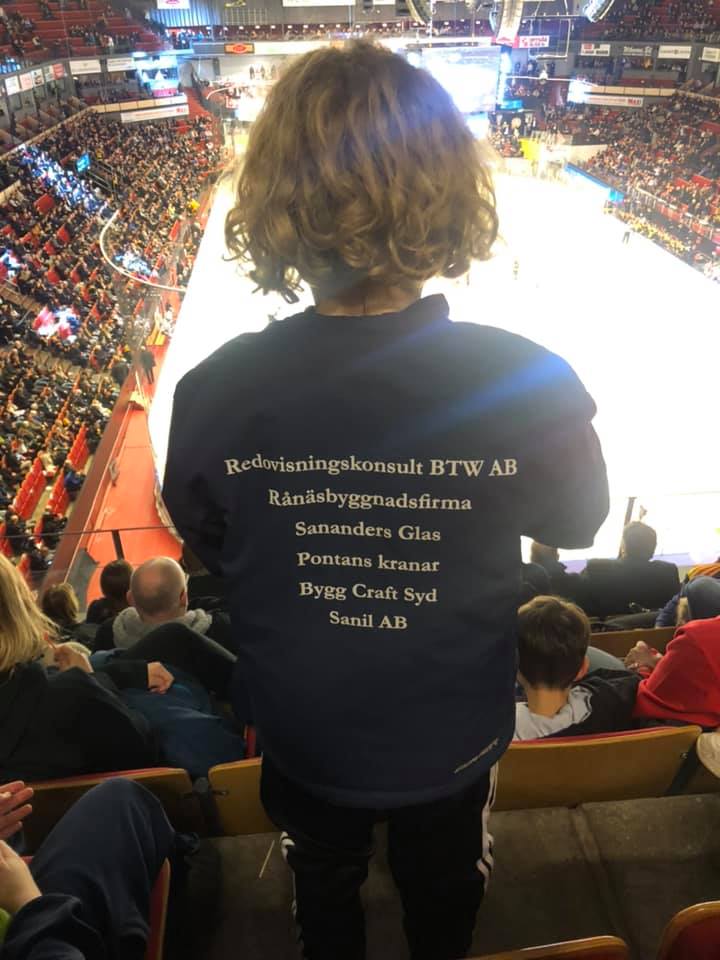 Redovisningskonsult BTW AB
Rånäsbyggnadsfirma
Sananders Glas
Pontans kranar
Bygg Craft Syd
Sanil AB